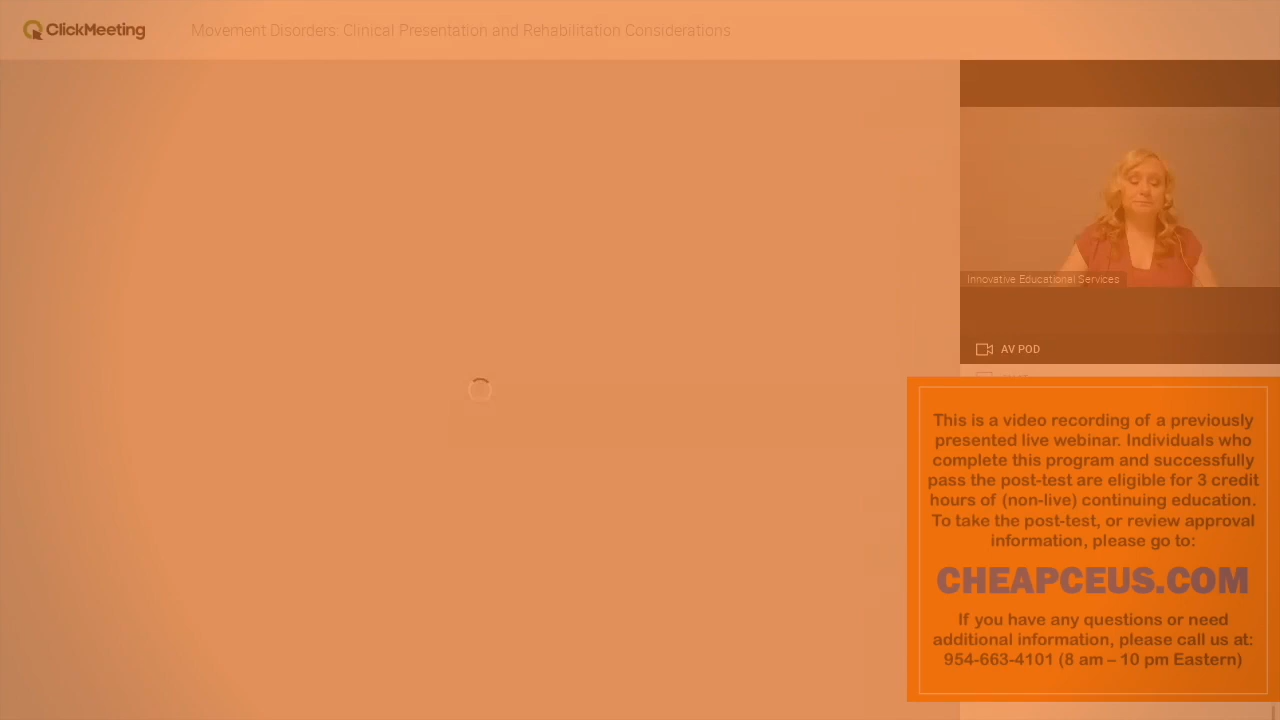 ClickMeeting
Movement Disorders: Clinical Presentation and Rehabilitation Considerations
Innovative Educational Services
AV POD
This is a video recording of a previously
presented live webinar. Individuals who
complete this program and successfully
pass the post-test are eligible for 3 credit
hours of (non-live) continuing education.
To take the post-test, or review approval
information, please go to:
CHEAPCEUS.COM
If you have any questions or need
additional information, please call us at:
954-663-4101 (8 am – 10 pm Eastern)